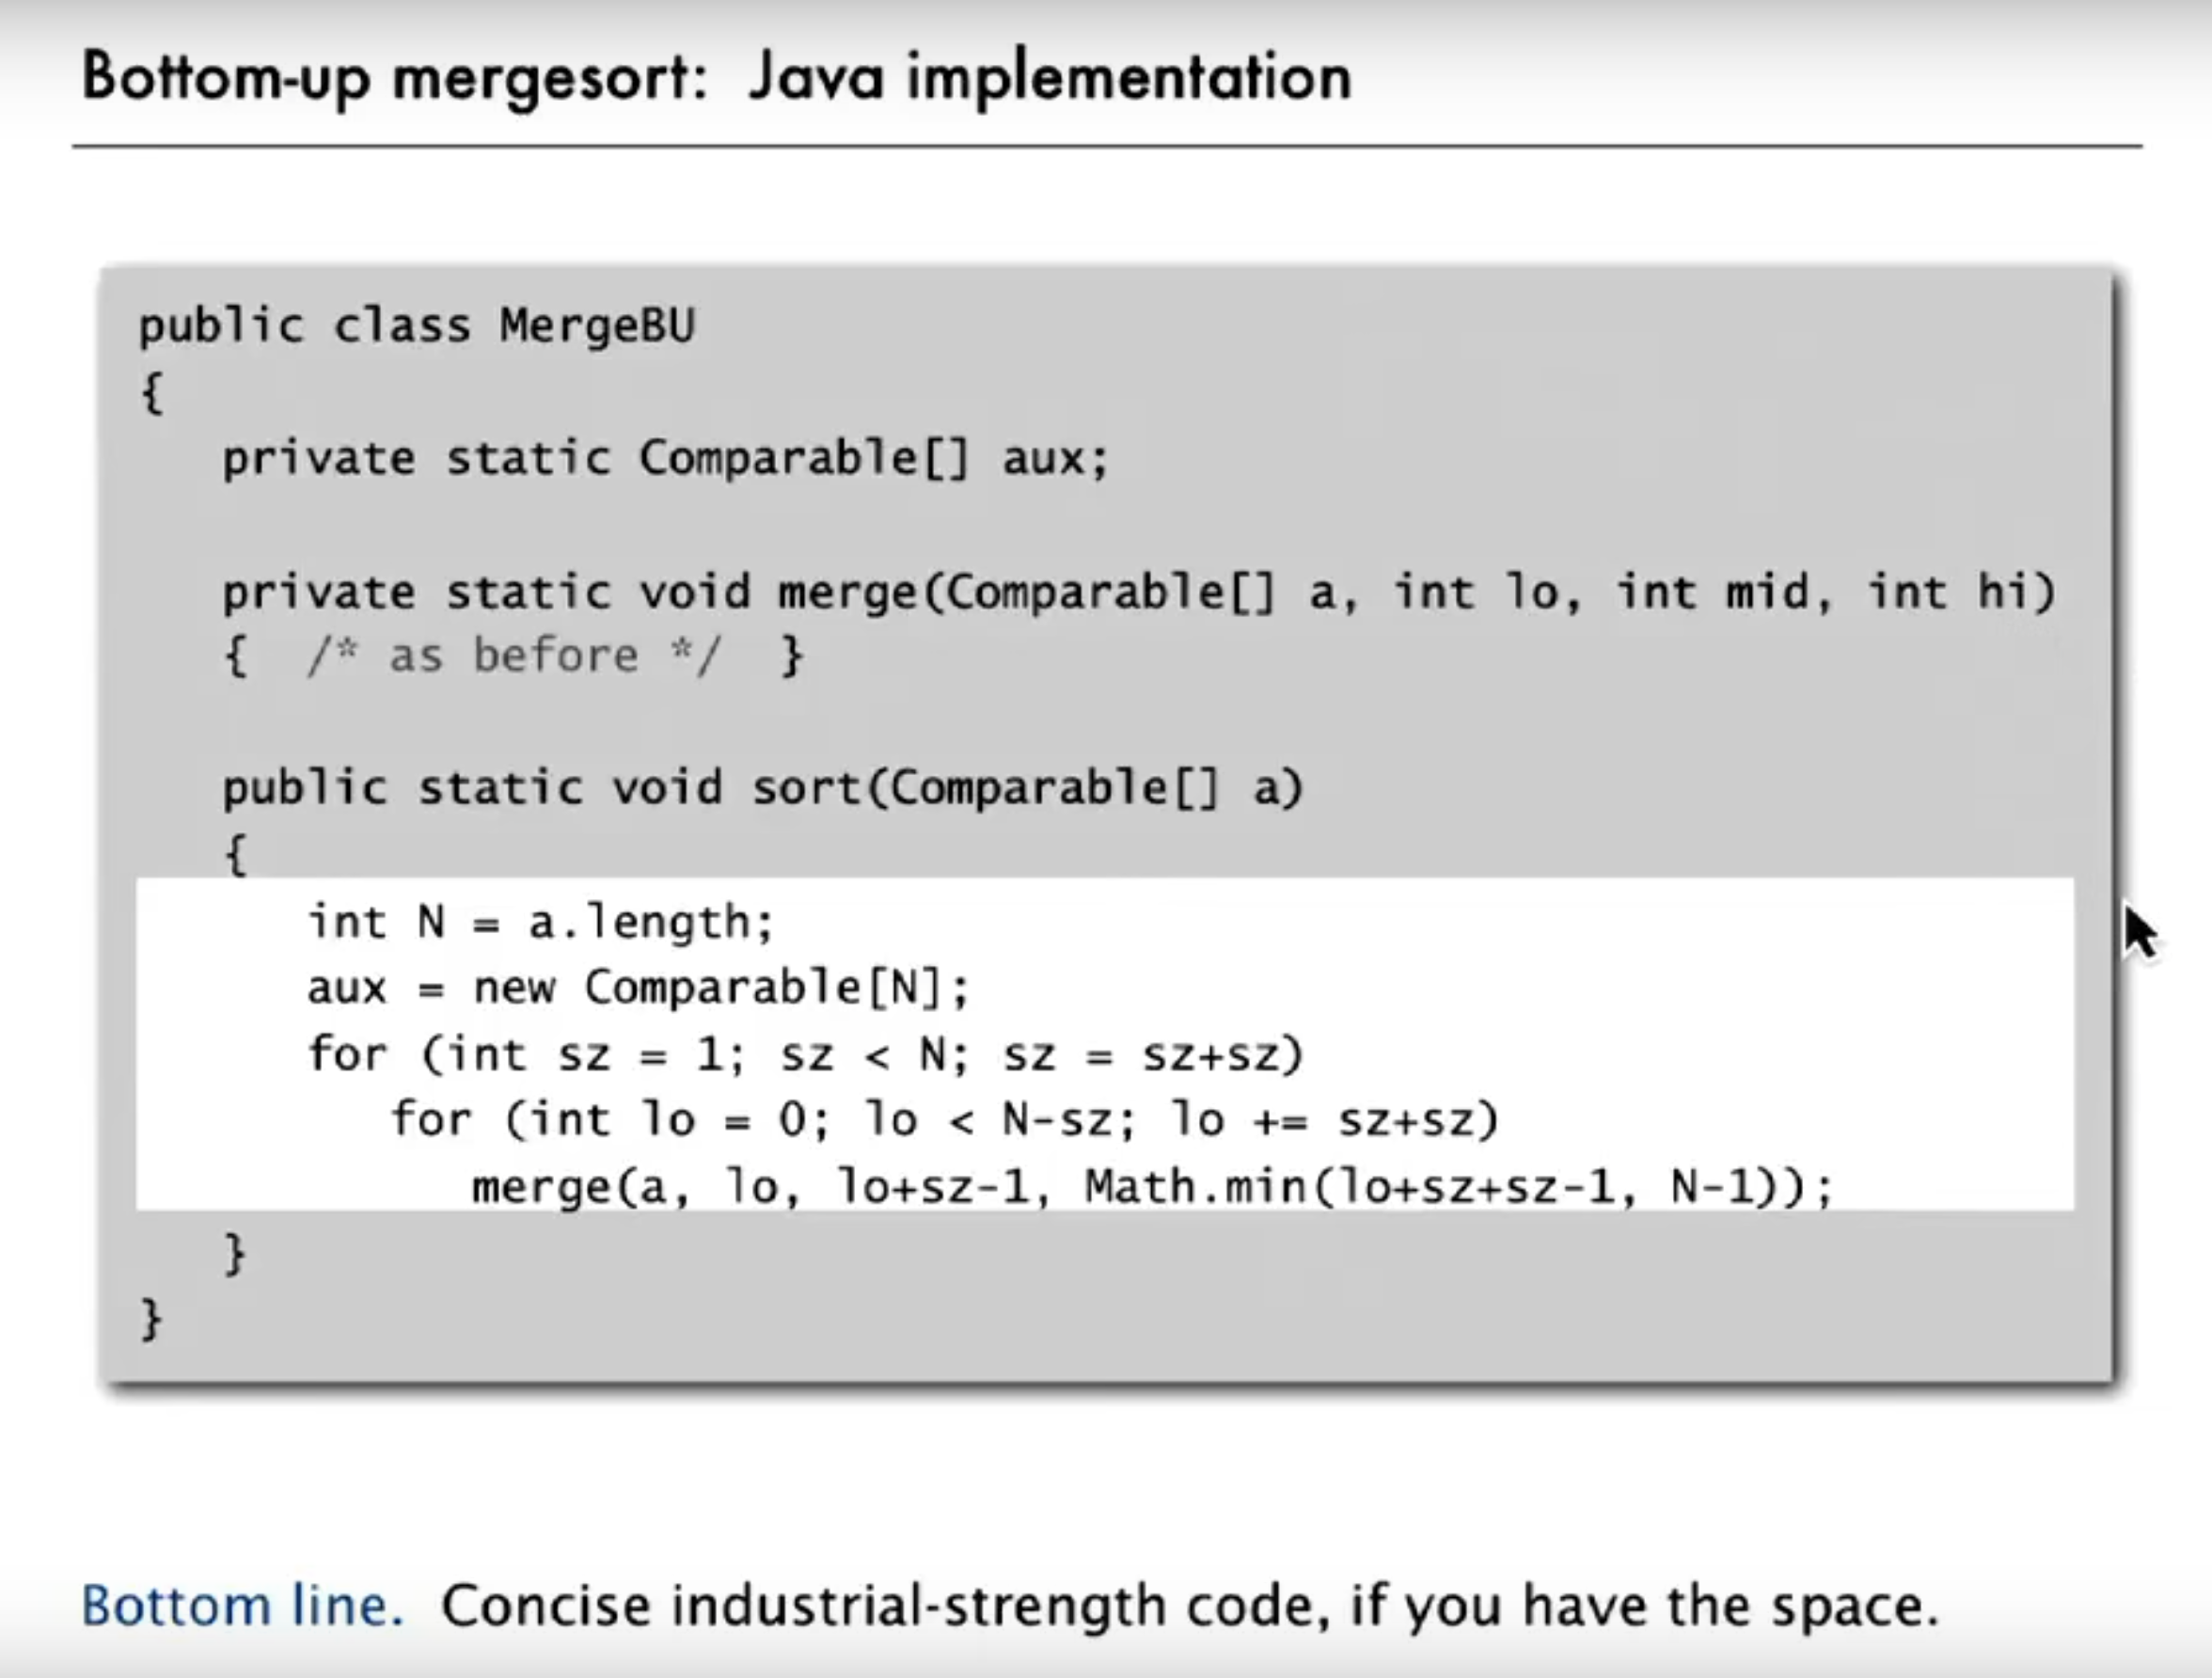 Bottom-up mergesort: Java implementation
public class MergeBU
{
private static Comparable[] aux;
private static void merge(Comparable[] a, int lo, int mid, int hi)
{ /* as before */ }
public static void sort(Comparable[] a)
{
int N = a.length;
aux = new Comparable[N];
for (int sz = 1; sz < N; sz = sz+sz)
for (int lo = 0; lo < N-sz; lo += sz+sz)
merge(a, lo, lo+sz-1, Math.min(lo+sz+sz-1, N-1));
}
}
Bottom line. Concise industrial-strength code, if you have the space.